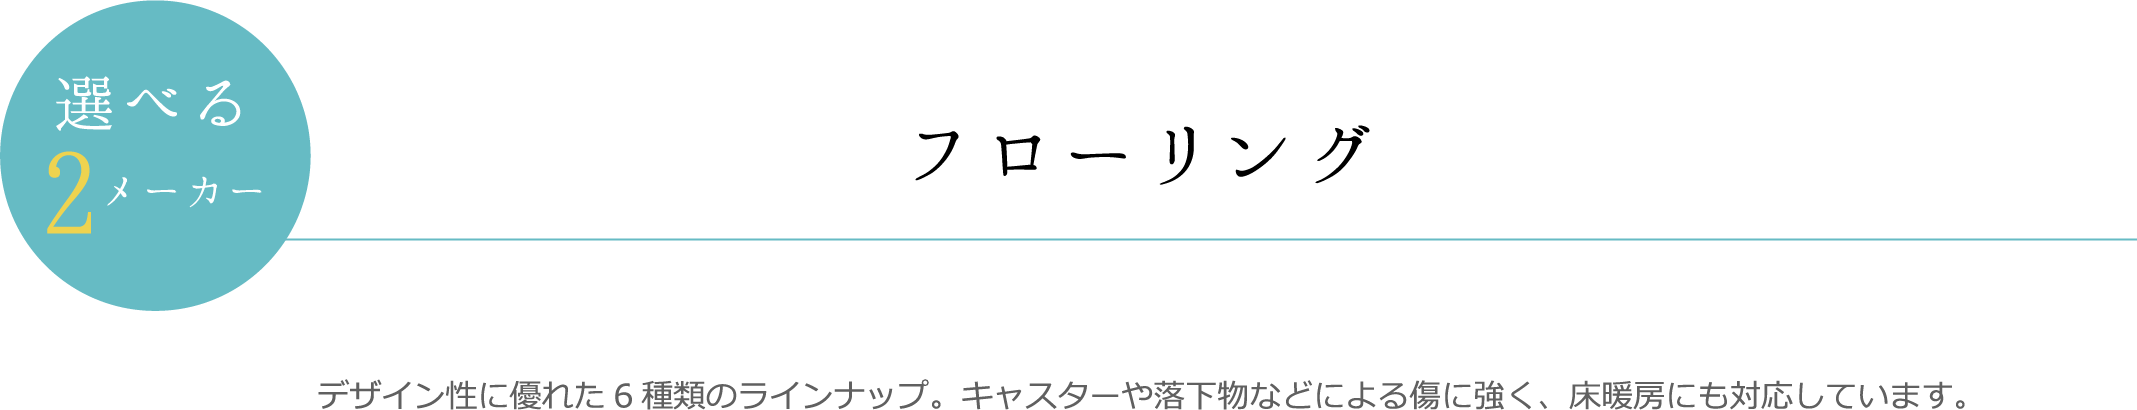 選べる
2メーカー
フローリング
デザイン性に優れた6種類のラインナップ。キャスターや落下物などによる傷に強く、床暖房にも対応しています。